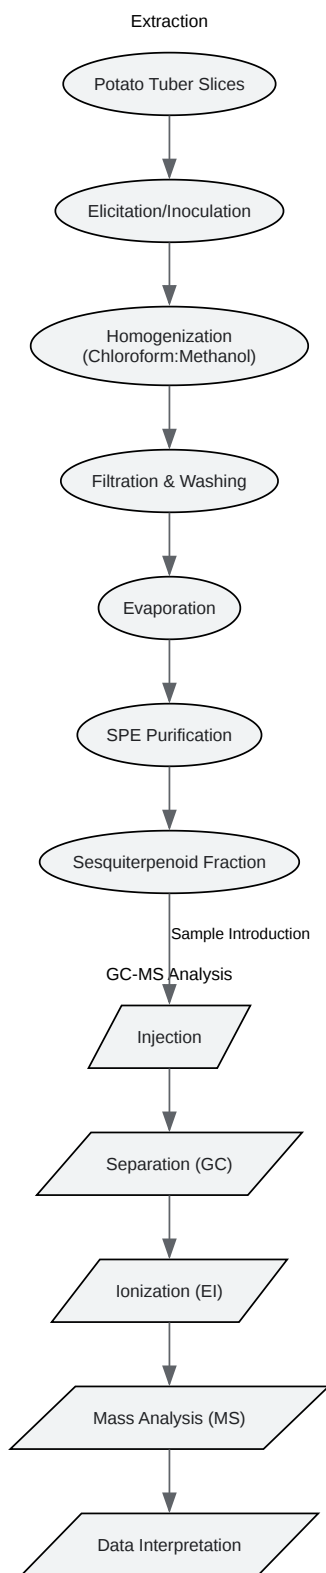 Extraction
Potato Tuber Slices
Elicitation/Inoculation
Homogenization
(Chloroform:Methanol)
Filtration & Washing
Evaporation
SPE Purification
Sesquiterpenoid Fraction
Sample Introduction
GC-MS Analysis
Injection
Separation (GC)
Ionization (EI)
Mass Analysis (MS)
Data Interpretation